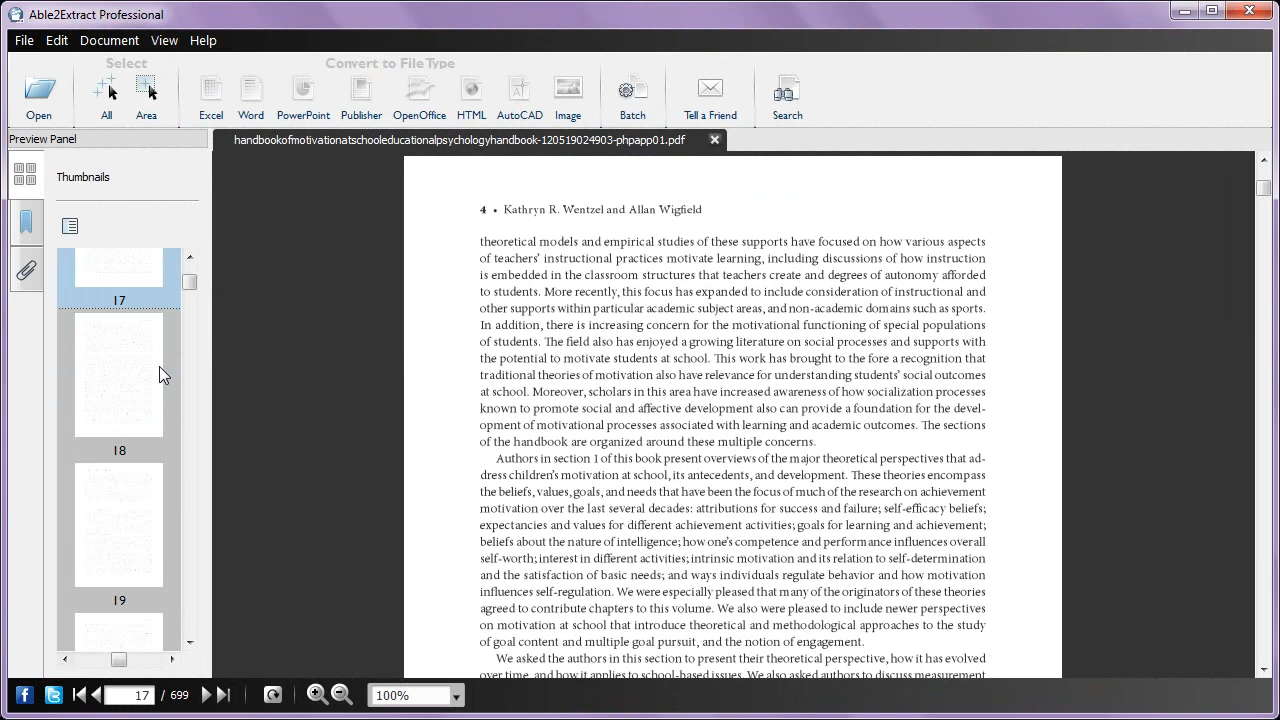 Able2Extract Professional
File Edit Document View Help
Select Convert to File Type
Open All Area Excel Word PowerPoint Publisher OpenOffice HTML AutoCAD Image Batch Tell a Friend Search
Preview Panel
handbookofmotivationatschooleducationalpsychologyhandbook-120519024903-phpapp01.pdf
Thumbnails
17
18
19
4 • Kathryn R. Wentzel and Allan Wigfield
theoretical models and empirical studies of these supports have focused on how various aspects
of teachers' instructional practices motivate learning, including discussions of how instruction
is embedded in the classroom structures that teachers create and degrees of autonomy afforded
to students. More recently, this focus has expanded to include consideration of instructional and
other supports within particular academic subject areas, and non-academic domains such as sports.
In addition, there is increasing concern for the motivational functioning of special populations
of students. The field also has enjoyed a growing literature on social processes and supports with
the potential to motivate students at school. This work has brought to the fore a recognition that
traditional theories of motivation also have relevance for understanding students' social outcomes
at school. Moreover, scholars in this area have increased awareness of how socialization processes
known to promote social and affective development also can provide a foundation for the devel-
opment of motivational processes associated with learning and academic outcomes. The sections
of the handbook are organized around these multiple concerns.
Authors in section 1 of this book present overviews of the major theoretical perspectives that ad-
dress children's motivation at school, its antecedents, and development. These theories encompass
the beliefs, values, goals, and needs that have been the focus of much of the research on achievement
motivation over the last several decades: attributions for success and failure; self-efficacy beliefs;
expectancies and values for different achievement activities; goals for learning and achievement;
beliefs about the nature of intelligence; how one's competence and performance influences overall
self-worth; interest in different activities; intrinsic motivation and its relation to self-determination
and the satisfaction of basic needs; and ways individuals regulate behavior and how motivation
influences self-regulation. We were especially pleased that many of the originators of these theories
agreed to contribute chapters to this volume. We also were pleased to include newer perspectives
on motivation at school that introduce theoretical and methodological approaches to the study
of goal content and multiple goal pursuit, and the notion of engagement.
We asked the authors in this section to present their theoretical perspective, how it has evolved
over time, and how it applies to school-based issues. We also asked authors to discuss measurement
17 / 699 100%